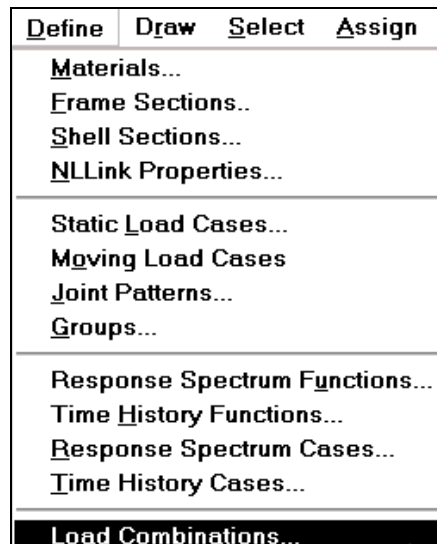 Define Draw Select Assign
Materials...
Frame Sections..
Shell Sections...
NLLink Properties...
Static Load Cases...
Moving Load Cases
Joint Patterns...
Groups...
Response Spectrum Functions...
Time History Functions...
Response Spectrum Cases...
Time History Cases...
Load Combinations...